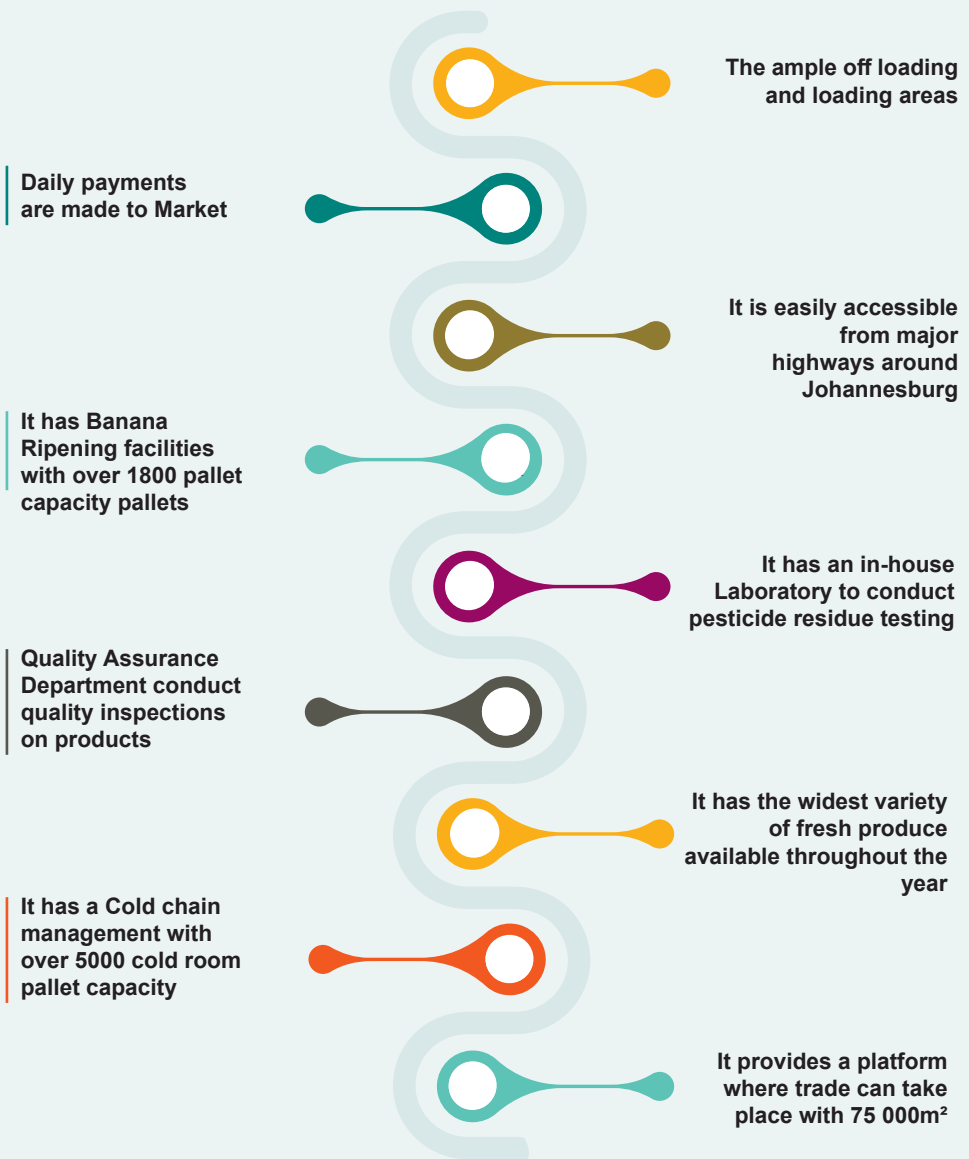 The ample off loading
and loading areas
Daily payments
are made to Market
It is easily accessible
from major
highways around
Johannesburg
It has Banana
Ripening facilities
with over 1800 pallet
capacity pallets
It has an in-house
Laboratory to conduct
pesticide residue testing
Quality Assurance
Department conduct
quality inspections
on products
It has the widest variety
of fresh produce
available throughout the
year
It has a Cold chain
management with
over 5000 cold room
pallet capacity
It provides a platform
where trade can take
place with 75 000m²